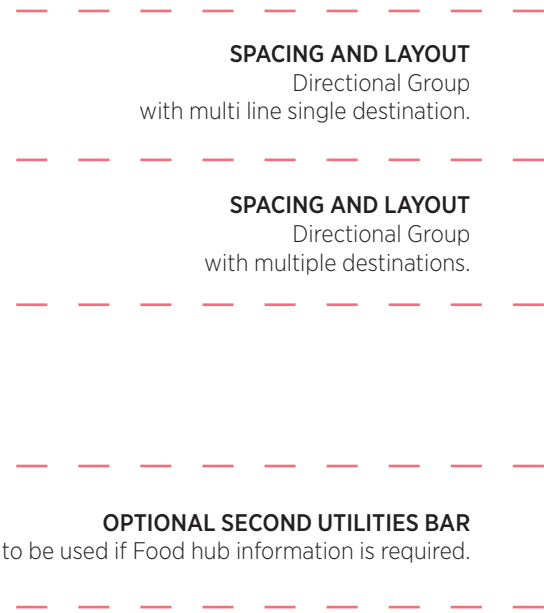 SPACING AND LAYOUT
Directional Group
with multi line single destination.
SPACING AND LAYOUT
Directional Group
with multiple destinations.
OPTIONAL SECOND UTILITIES BAR
to be used if Food hub information is required.